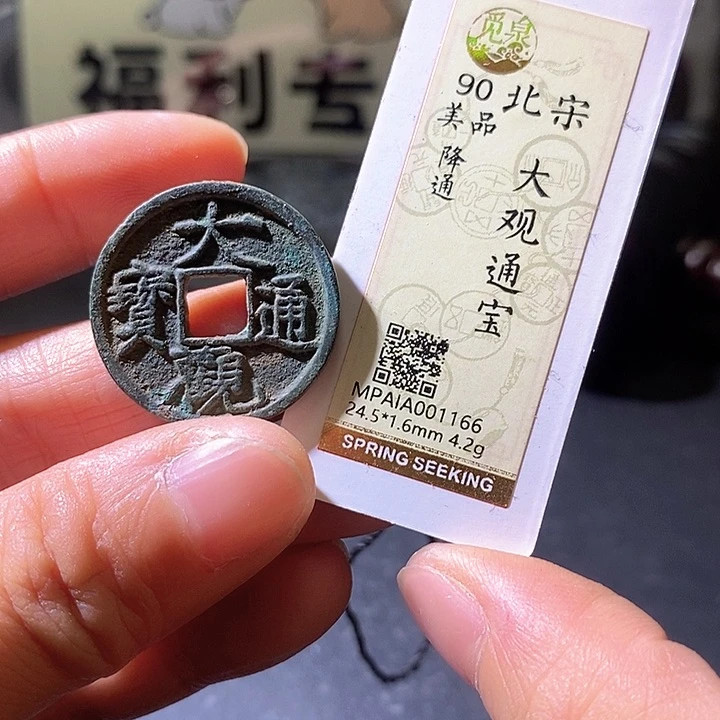 福利专
大
觀
通
寳
觅泉
90 北宋
美品
降通
大观通宝
MPAIA001166
24.5*1.6mm 4.2g
SPRING SEEKING